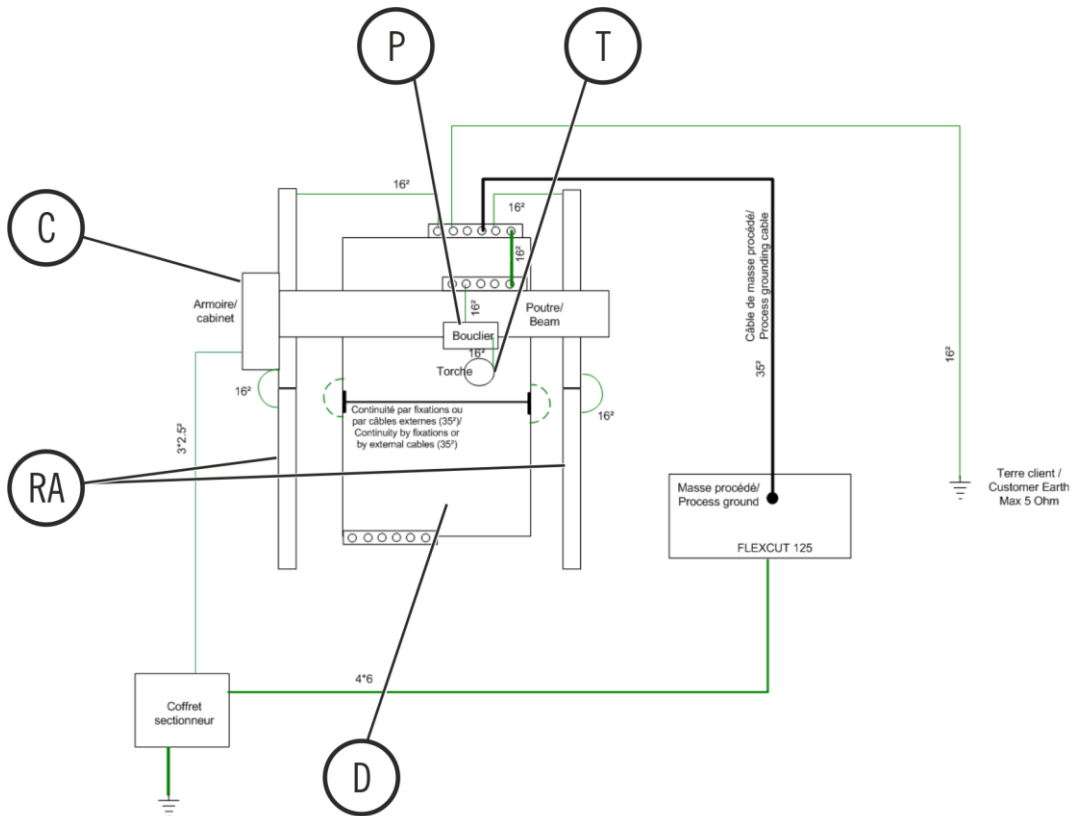 P
T
16²
16²
C
16²
Armoire/
cabinet
16²
Poutre/
Beam
Câble de masse procédé/
Process grounding cable
Bouclier
16²
Torche
35²
16²
16²
16²
Continuité par fixations ou
par câbles externes (35²)/
Continuity by fixations or
by external cables (35²)
3*2.5²
RA
Masse procédé/
Process ground
FLEXCUT 125
Terre client /
Customer Earth
Max 5 Ohm
4*6
Coffret
sectionneur
D